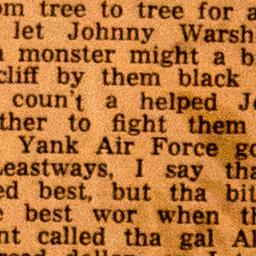 om tree to tree for a
let Johnny Warsh
monster might a b
cliff by them black
coun't a helped Je
ther to fight them
Yank Air Force go
Leastways, I say tha
ed best, but tha bit
e best wor when th
nt called tha gal A